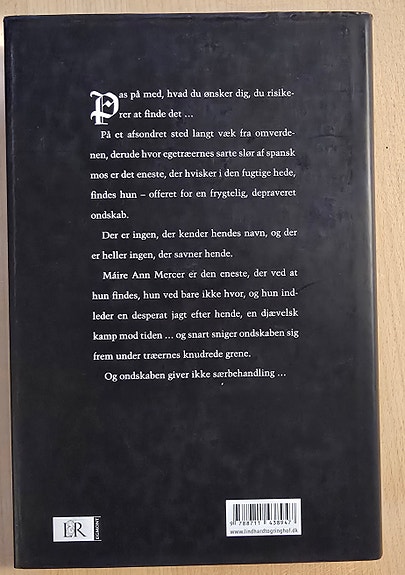 Pas på med, hvad du ønsker dig, du risike-
rer at finde det ...
På et afsondret sted langt væk fra omverde-
nen, derude hvor egetræernes sarte slør af spansk
mos er det eneste, der hvisker i den fugtige hede,
findes hun – offeret for en frygtelig, depraveret
ondskab.
Der er ingen, der kender hendes navn, og der
er heller ingen, der savner hende.
Máire Ann Mercer er den eneste, der ved at
hun findes, hun ved bare ikke hvor, og hun ind-
leder en desperat jagt efter hende, en djævelsk
kamp mod tiden ... og snart sniger ondskaben sig
frem under træernes knudrede grene.
Og ondskaben giver ikke særbehandling ...
L&R
EGMONT
9 788711 438947
www.lindhardtogringhof.dk